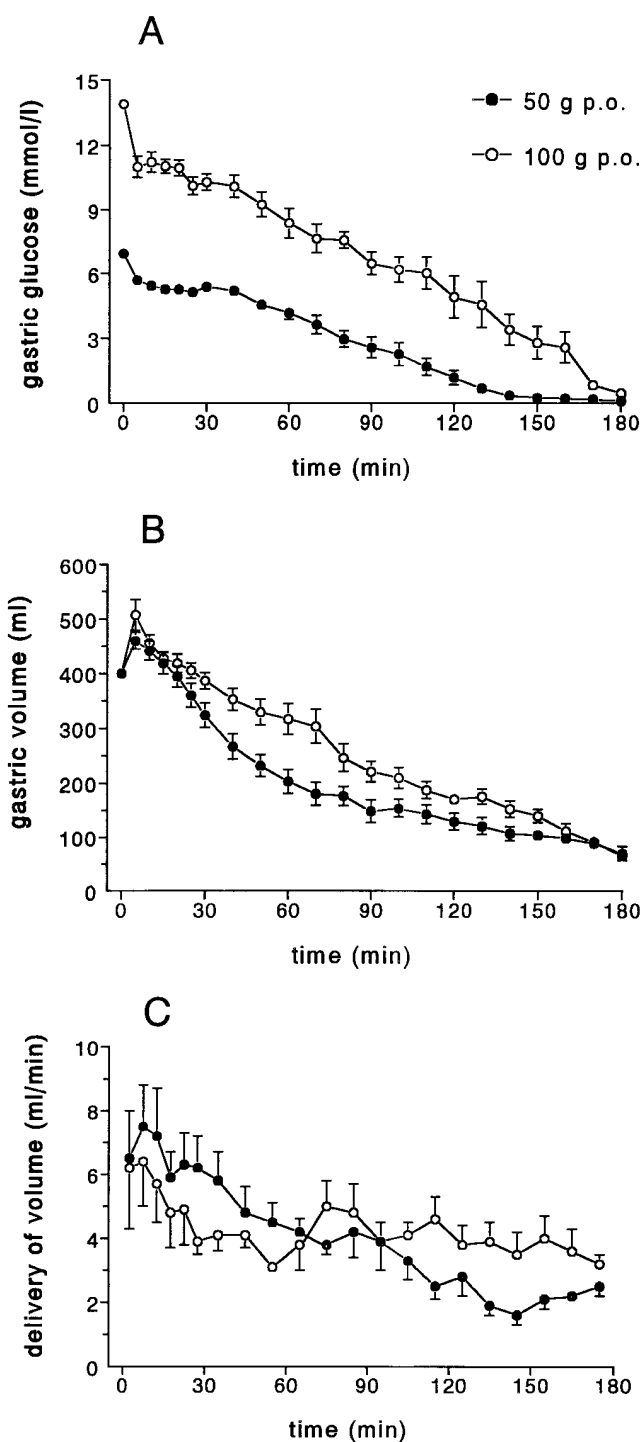 A
50 g p.o.
100 g p.o.
gastric glucose (mmol/l)
15
12
9
6
3
0
0 30 60 90 120 150 180
time (min)
B
gastric volume (ml)
600
500
400
300
200
100
0
0 30 60 90 120 150 180
time (min)
C
delivery of volume (ml/min)
10
8
6
4
2
0
0 30 60 90 120 150 180
time (min)